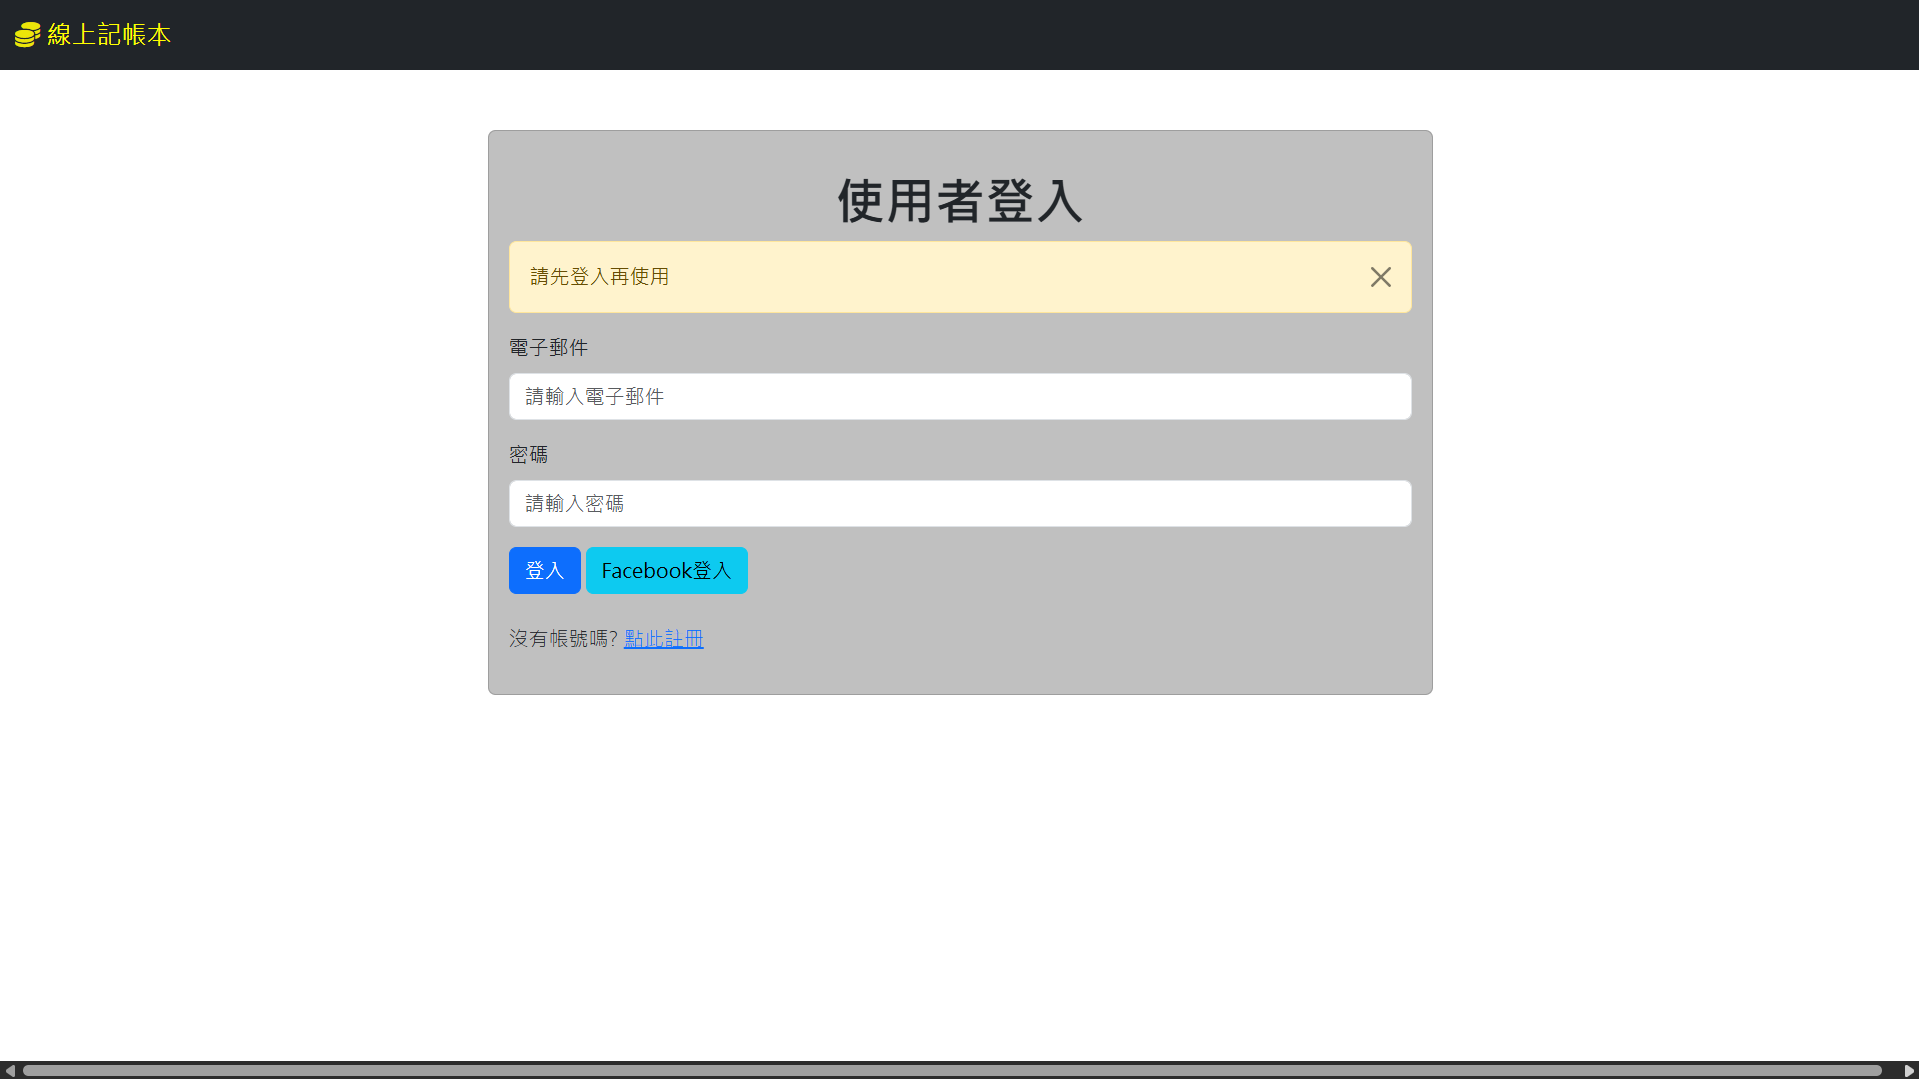 線上記帳本
使用者登入
請先登入再使用
電子郵件
請輸入電子郵件
密碼
請輸入密碼
登入 Facebook登入
沒有帳號嗎? 點此註冊